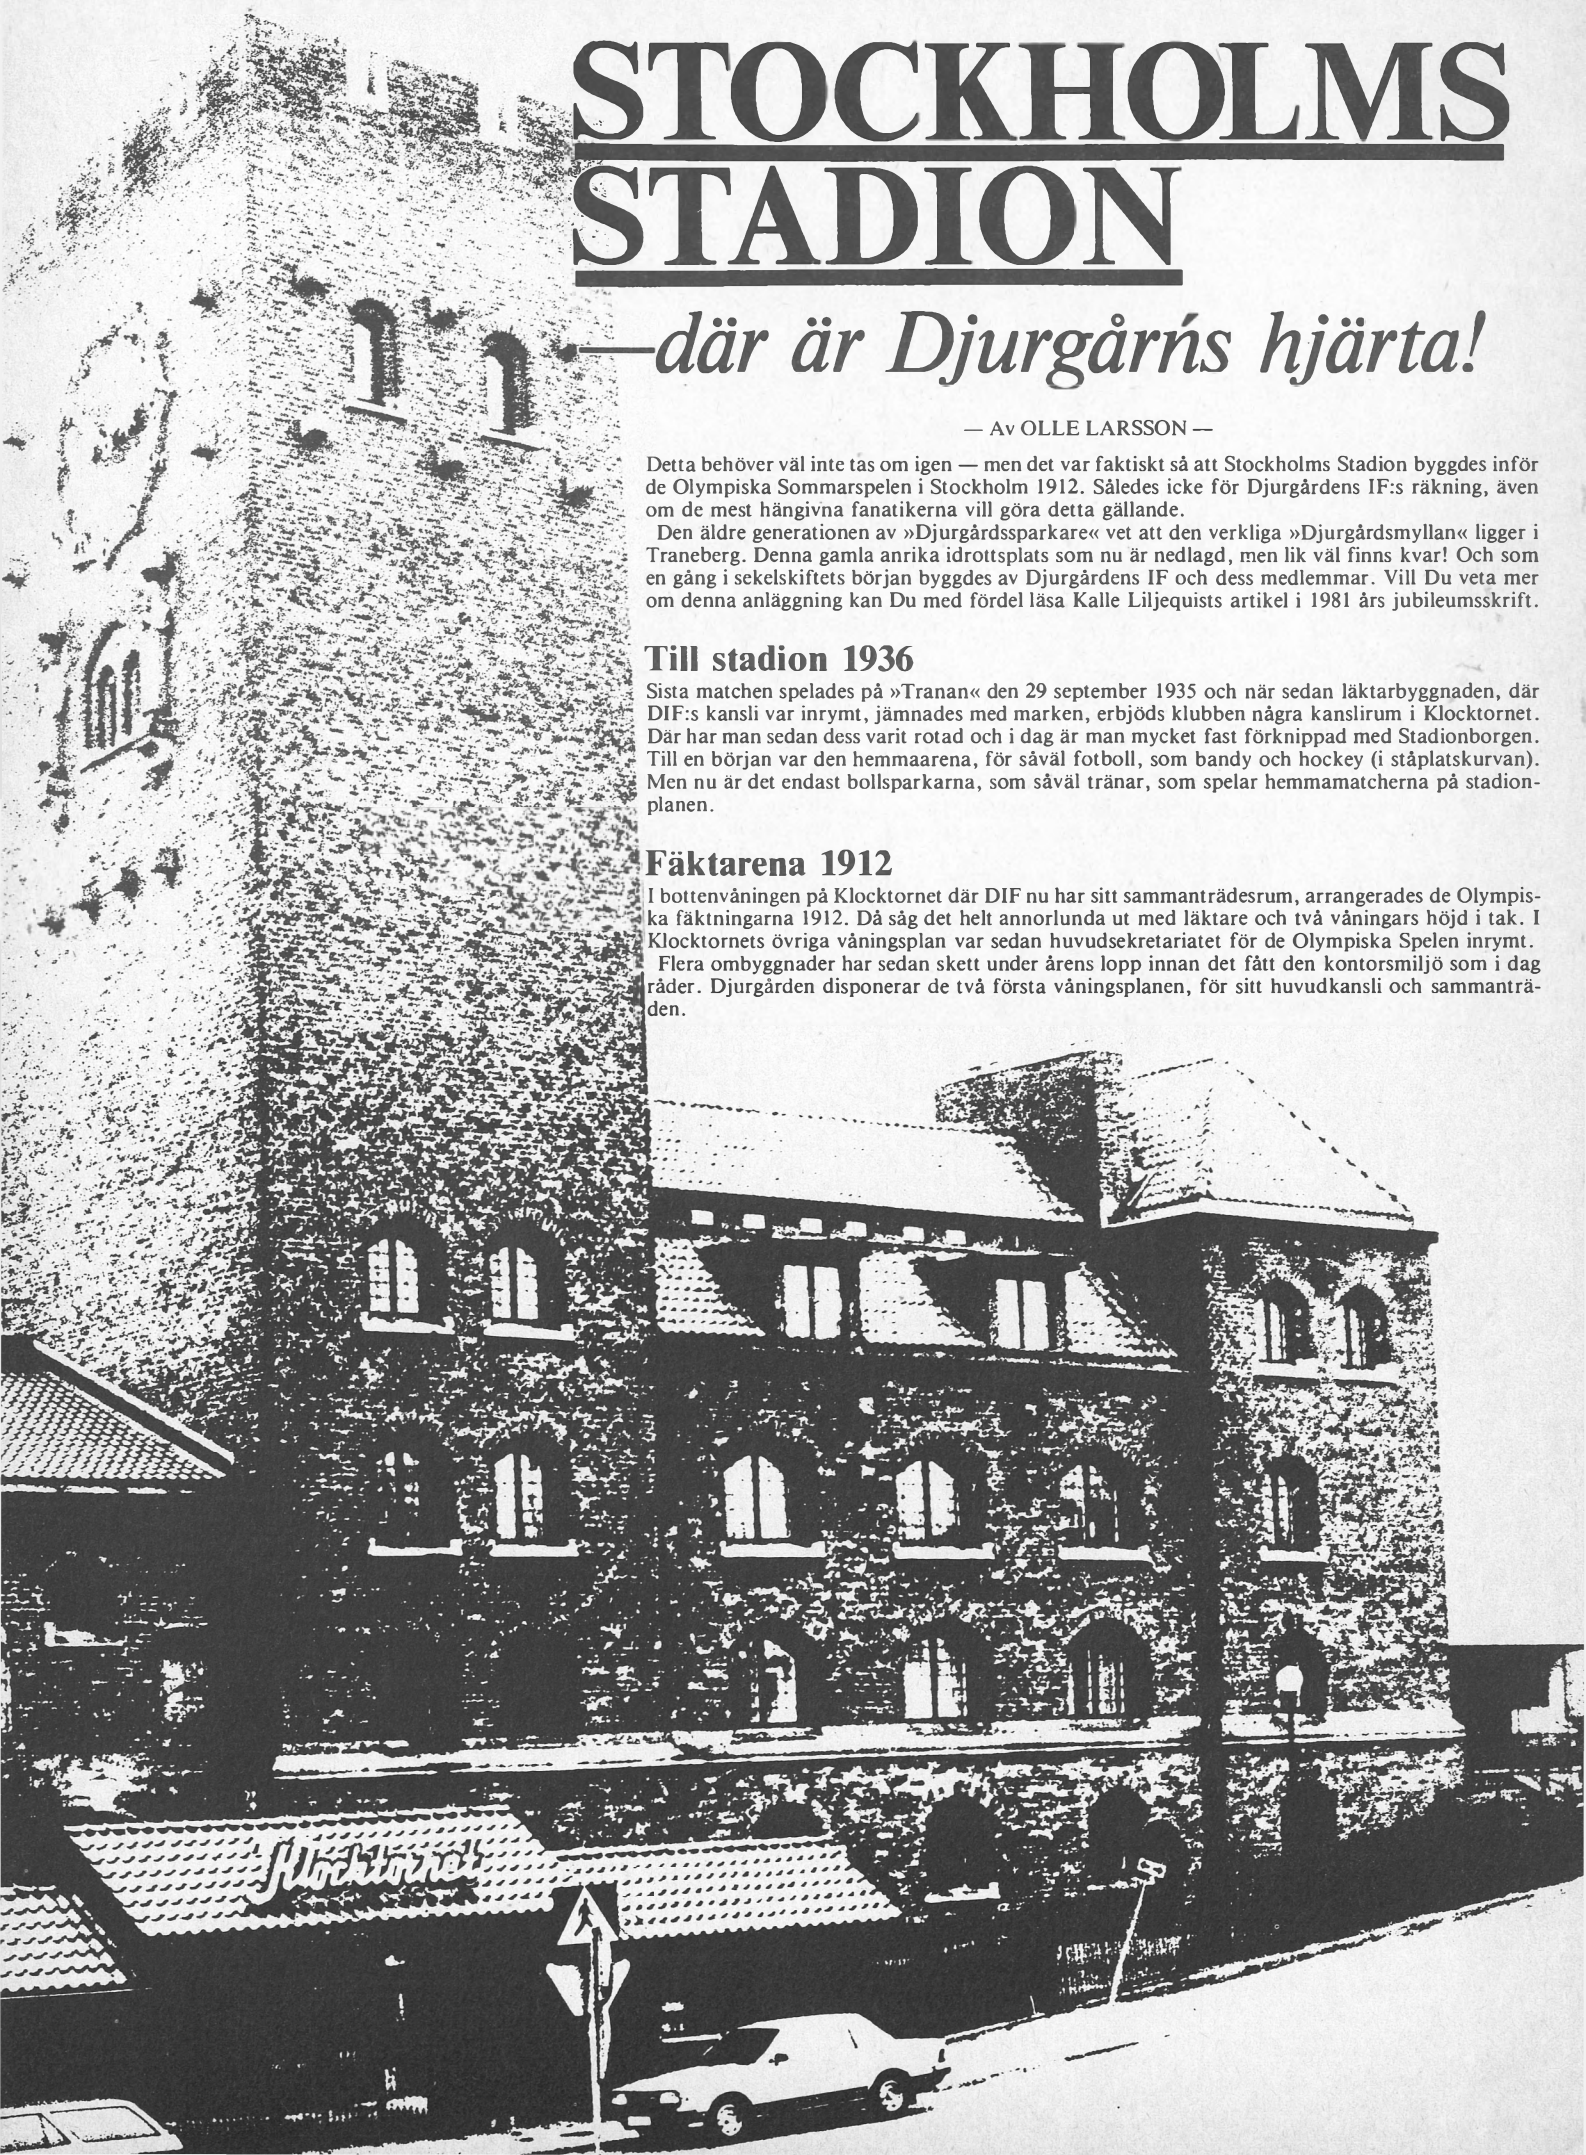 STOCKHOLMS
STADION
—där är Djurgårńs hjärta!
— Av OLLE LARSSON —
Detta behöver väl inte tas om igen — men det var faktiskt så att Stockholms Stadion byggdes inför
de Olympiska Sommarspelen i Stockholm 1912. Således icke för Djurgårdens IF:s räkning, även
om de mest hängivna fanatikerna vill göra detta gällande.
Den äldre generationen av »Djurgårdssparkare« vet att den verkliga »Djurgårdsmyllan« ligger i
Traneberg. Denna gamla anrika idrottsplats som nu är nedlagd, men lik väl finns kvar! Och som
en gång i sekelskiftets början byggdes av Djurgårdens IF och dess medlemmar. Vill Du veta mer
om denna anläggning kan Du med fördel läsa Kalle Liljequists artikel i 1981 års jubileumsskrift.
Till stadion 1936
Sista matchen spelades på »Tranan« den 29 september 1935 och när sedan läktarbyggnaden, där
DIF:s kansli var inrymt, jämnades med marken, erbjöds klubben några kanslirum i Klocktornet.
Där har man sedan dess varit rotad och i dag är man mycket fast förknippad med Stadionborgen.
Till en början var den hemmaarena, för såväl fotboll, som bandy och hockey (i ståplatskurvan).
Men nu är det endast bollsparkarna, som såväl tränar, som spelar hemmamatcherna på stadion-
planen.
Fäktarena 1912
I bottenvåningen på Klocktornet där DIF nu har sitt sammanträdesrum, arrangerades de Olympis-
ka fäktningarna 1912. Då såg det helt annorlunda ut med läktare och två våningars höjd i tak. I
Klocktornets övriga våningsplan var sedan huvudsekretariatet för de Olympiska Spelen inrymt.
Flera ombyggnader har sedan skett under årens lopp innan det fått den kontorsmiljö som i dag
råder. Djurgården disponerar de två första våningsplanen, för sitt huvudkansli och sammanträ-
den.
Klocktornet